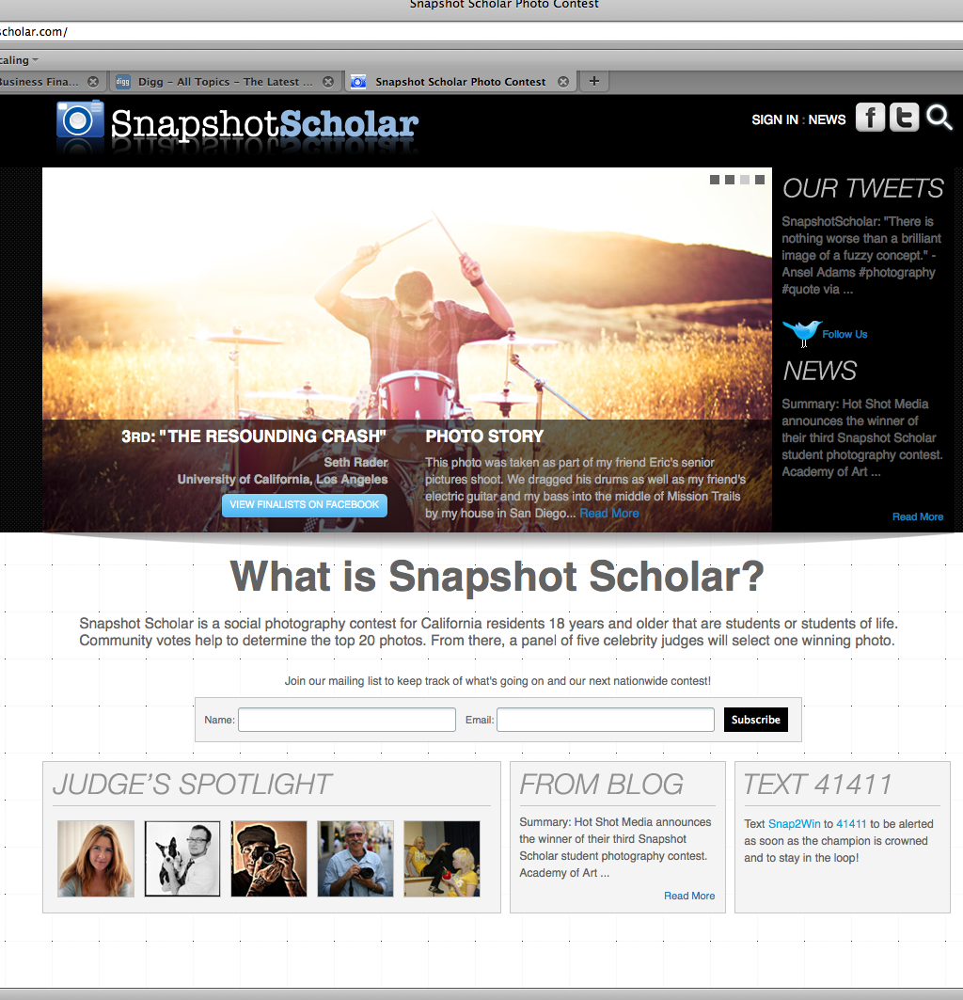 Snapshot Scholar Photo Contest
scholar.com/
caling
Business Fina...
digg
Digg – All Topics – The Latest ...
Snapshot Scholar Photo Contest
+
SnapshotScholar
SIGN IN : NEWS
f
t
3RD: "THE RESOUNDING CRASH"
Seth Rader
University of California, Los Angeles
VIEW FINALISTS ON FACEBOOK
PHOTO STORY
This photo was taken as part of my friend Eric's senior
pictures shoot. We dragged his drums as well as my friend's
electric guitar and my bass into the middle of Mission Trails
by my house in San Diego... Read More
OUR TWEETS
SnapshotScholar: "There is
nothing worse than a brilliant
image of a fuzzy concept." -
Ansel Adams #photography
#quote via ...
Follow Us
NEWS
Summary: Hot Shot Media
announces the winner of
their third Snapshot Scholar
student photography contest.
Academy of Art ...
Read More
What is Snapshot Scholar?
Snapshot Scholar is a social photography contest for California residents 18 years and older that are students or students of life.
Community votes help to determine the top 20 photos. From there, a panel of five celebrity judges will select one winning photo.
Join our mailing list to keep track of what's going on and our next nationwide contest!
Name:
Email:
Subscribe
JUDGE'S SPOTLIGHT
FROM BLOG
Summary: Hot Shot Media announces
the winner of their third Snapshot
Scholar student photography contest.
Academy of Art ...
Read More
TEXT 41411
Text Snap2Win to 41411 to be alerted
as soon as the champion is crowned
and to stay in the loop!